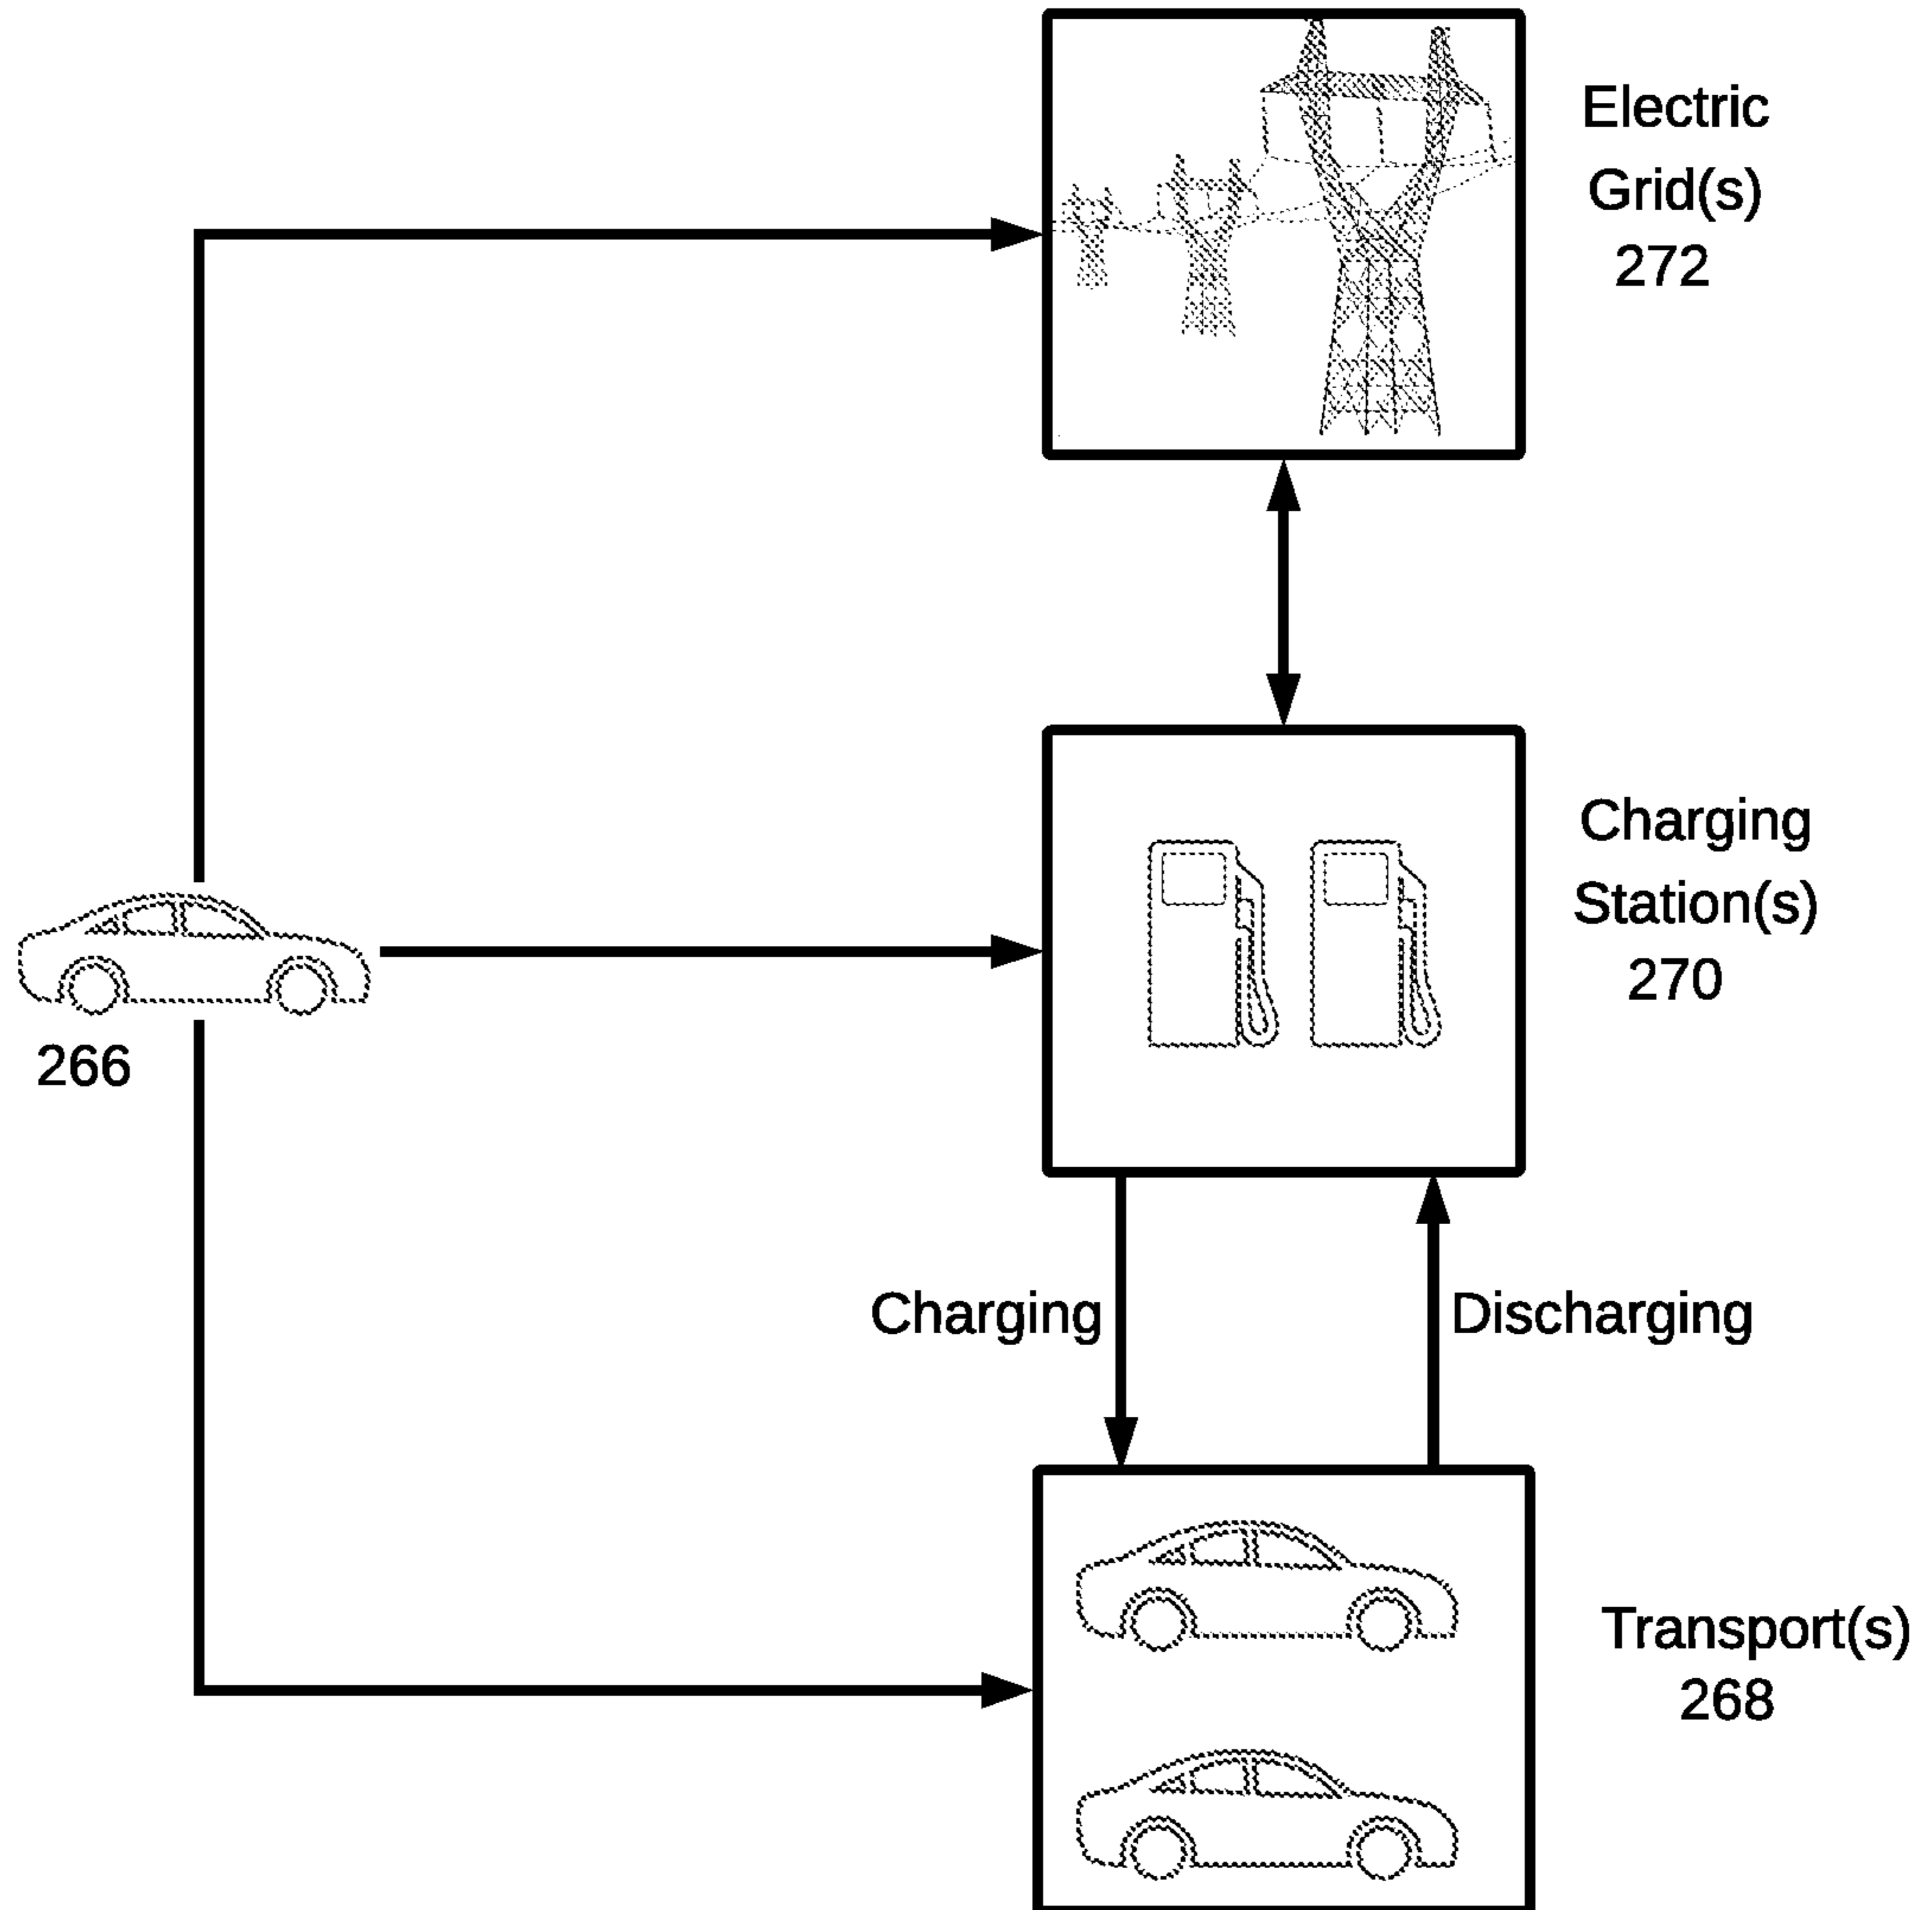 Electric
Grid(s)
272
Charging
Station(s)
270
266
Charging
Discharging
Transport(s)
268